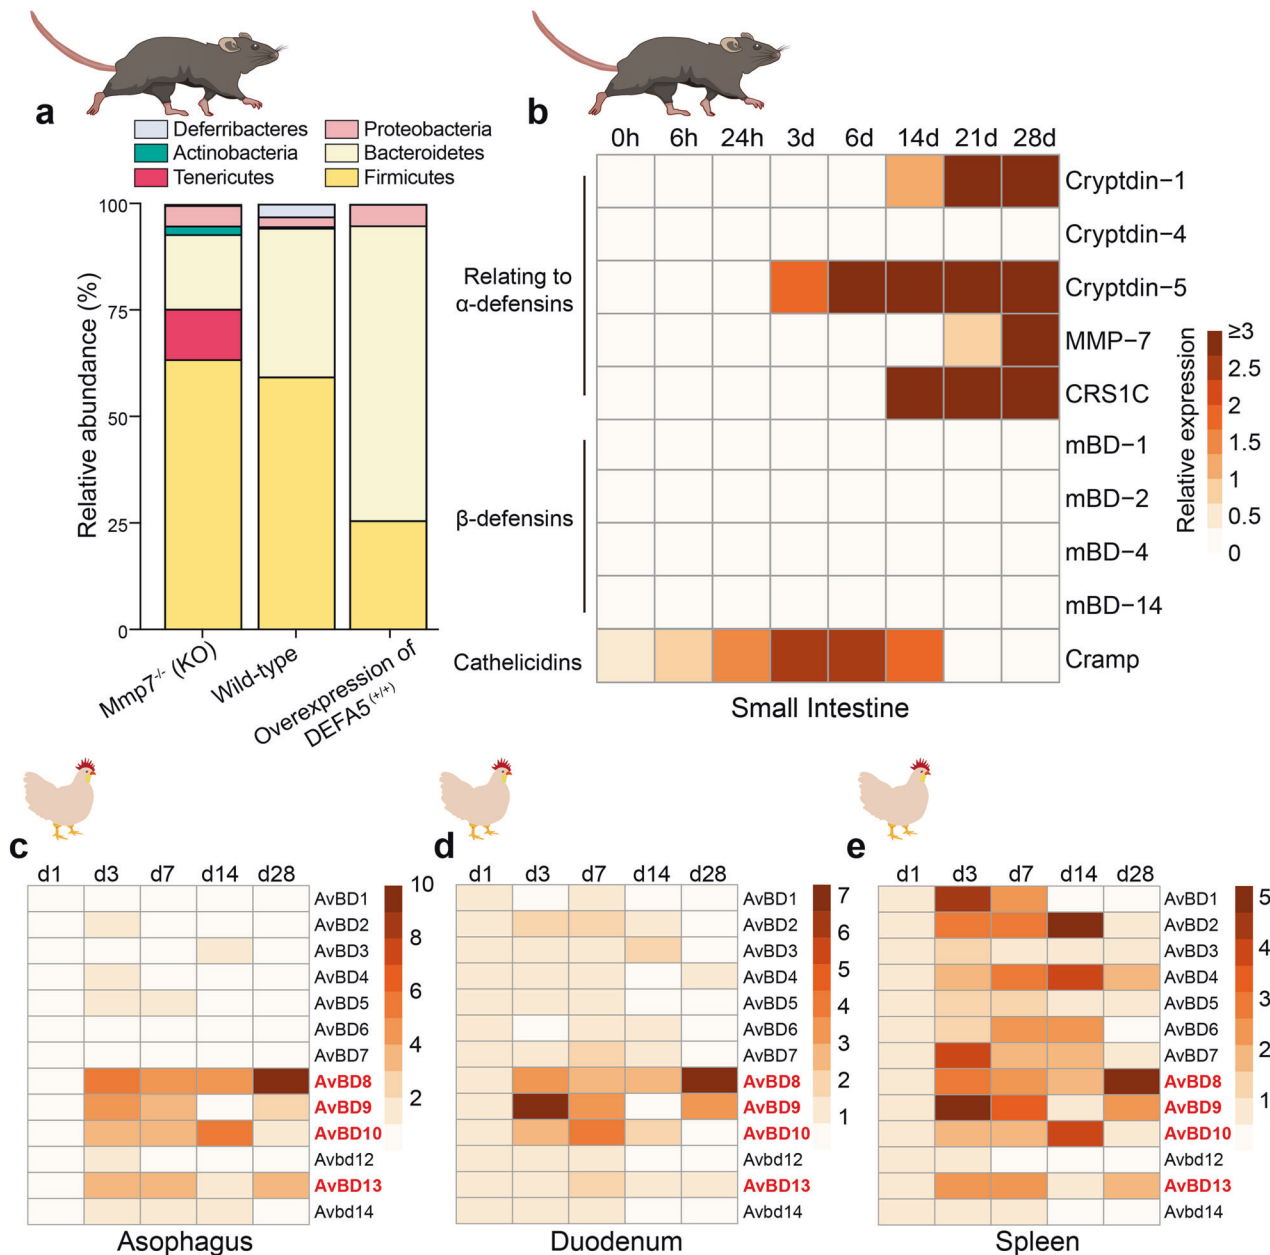 a
Deferribacteres
Proteobacteria
Actinobacteria
Bacteroidetes
Tenericutes
Firmicutes
Relative abundance (%)
100
75
50
25
0
Mmp7-/- (KO)
Wild-type
Overexpression of
DEFA5(+/+)
b
0h 6h 24h 3d 6d 14d 21d 28d
Relating to
α-defensins
β-defensins
Cathelicidins
Cryptdin−1
Cryptdin−4
Cryptdin−5
MMP−7
CRS1C
mBD−1
mBD−2
mBD−4
mBD−14
Cramp
Small Intestine
Relative expression
≥3
2.5
2
1.5
1
0.5
0
c
d1 d3 d7 d14 d28
AvBD1
AvBD2
AvBD3
AvBD4
AvBD5
AvBD6
AvBD7
AvBD8
AvBD9
AvBD10
Avbd12
AvBD13
Avbd14
10
8
6
4
2
Asophagus
d
d1 d3 d7 d14 d28
AvBD1
AvBD2
AvBD3
AvBD4
AvBD5
AvBD6
AvBD7
AvBD8
AvBD9
AvBD10
Avbd12
AvBD13
Avbd14
7
6
5
4
3
2
1
Duodenum
e
d1 d3 d7 d14 d28
AvBD1
AvBD2
AvBD3
AvBD4
AvBD5
AvBD6
AvBD7
AvBD8
AvBD9
AvBD10
Avbd12
AvBD13
Avbd14
5
4
3
2
1
Spleen